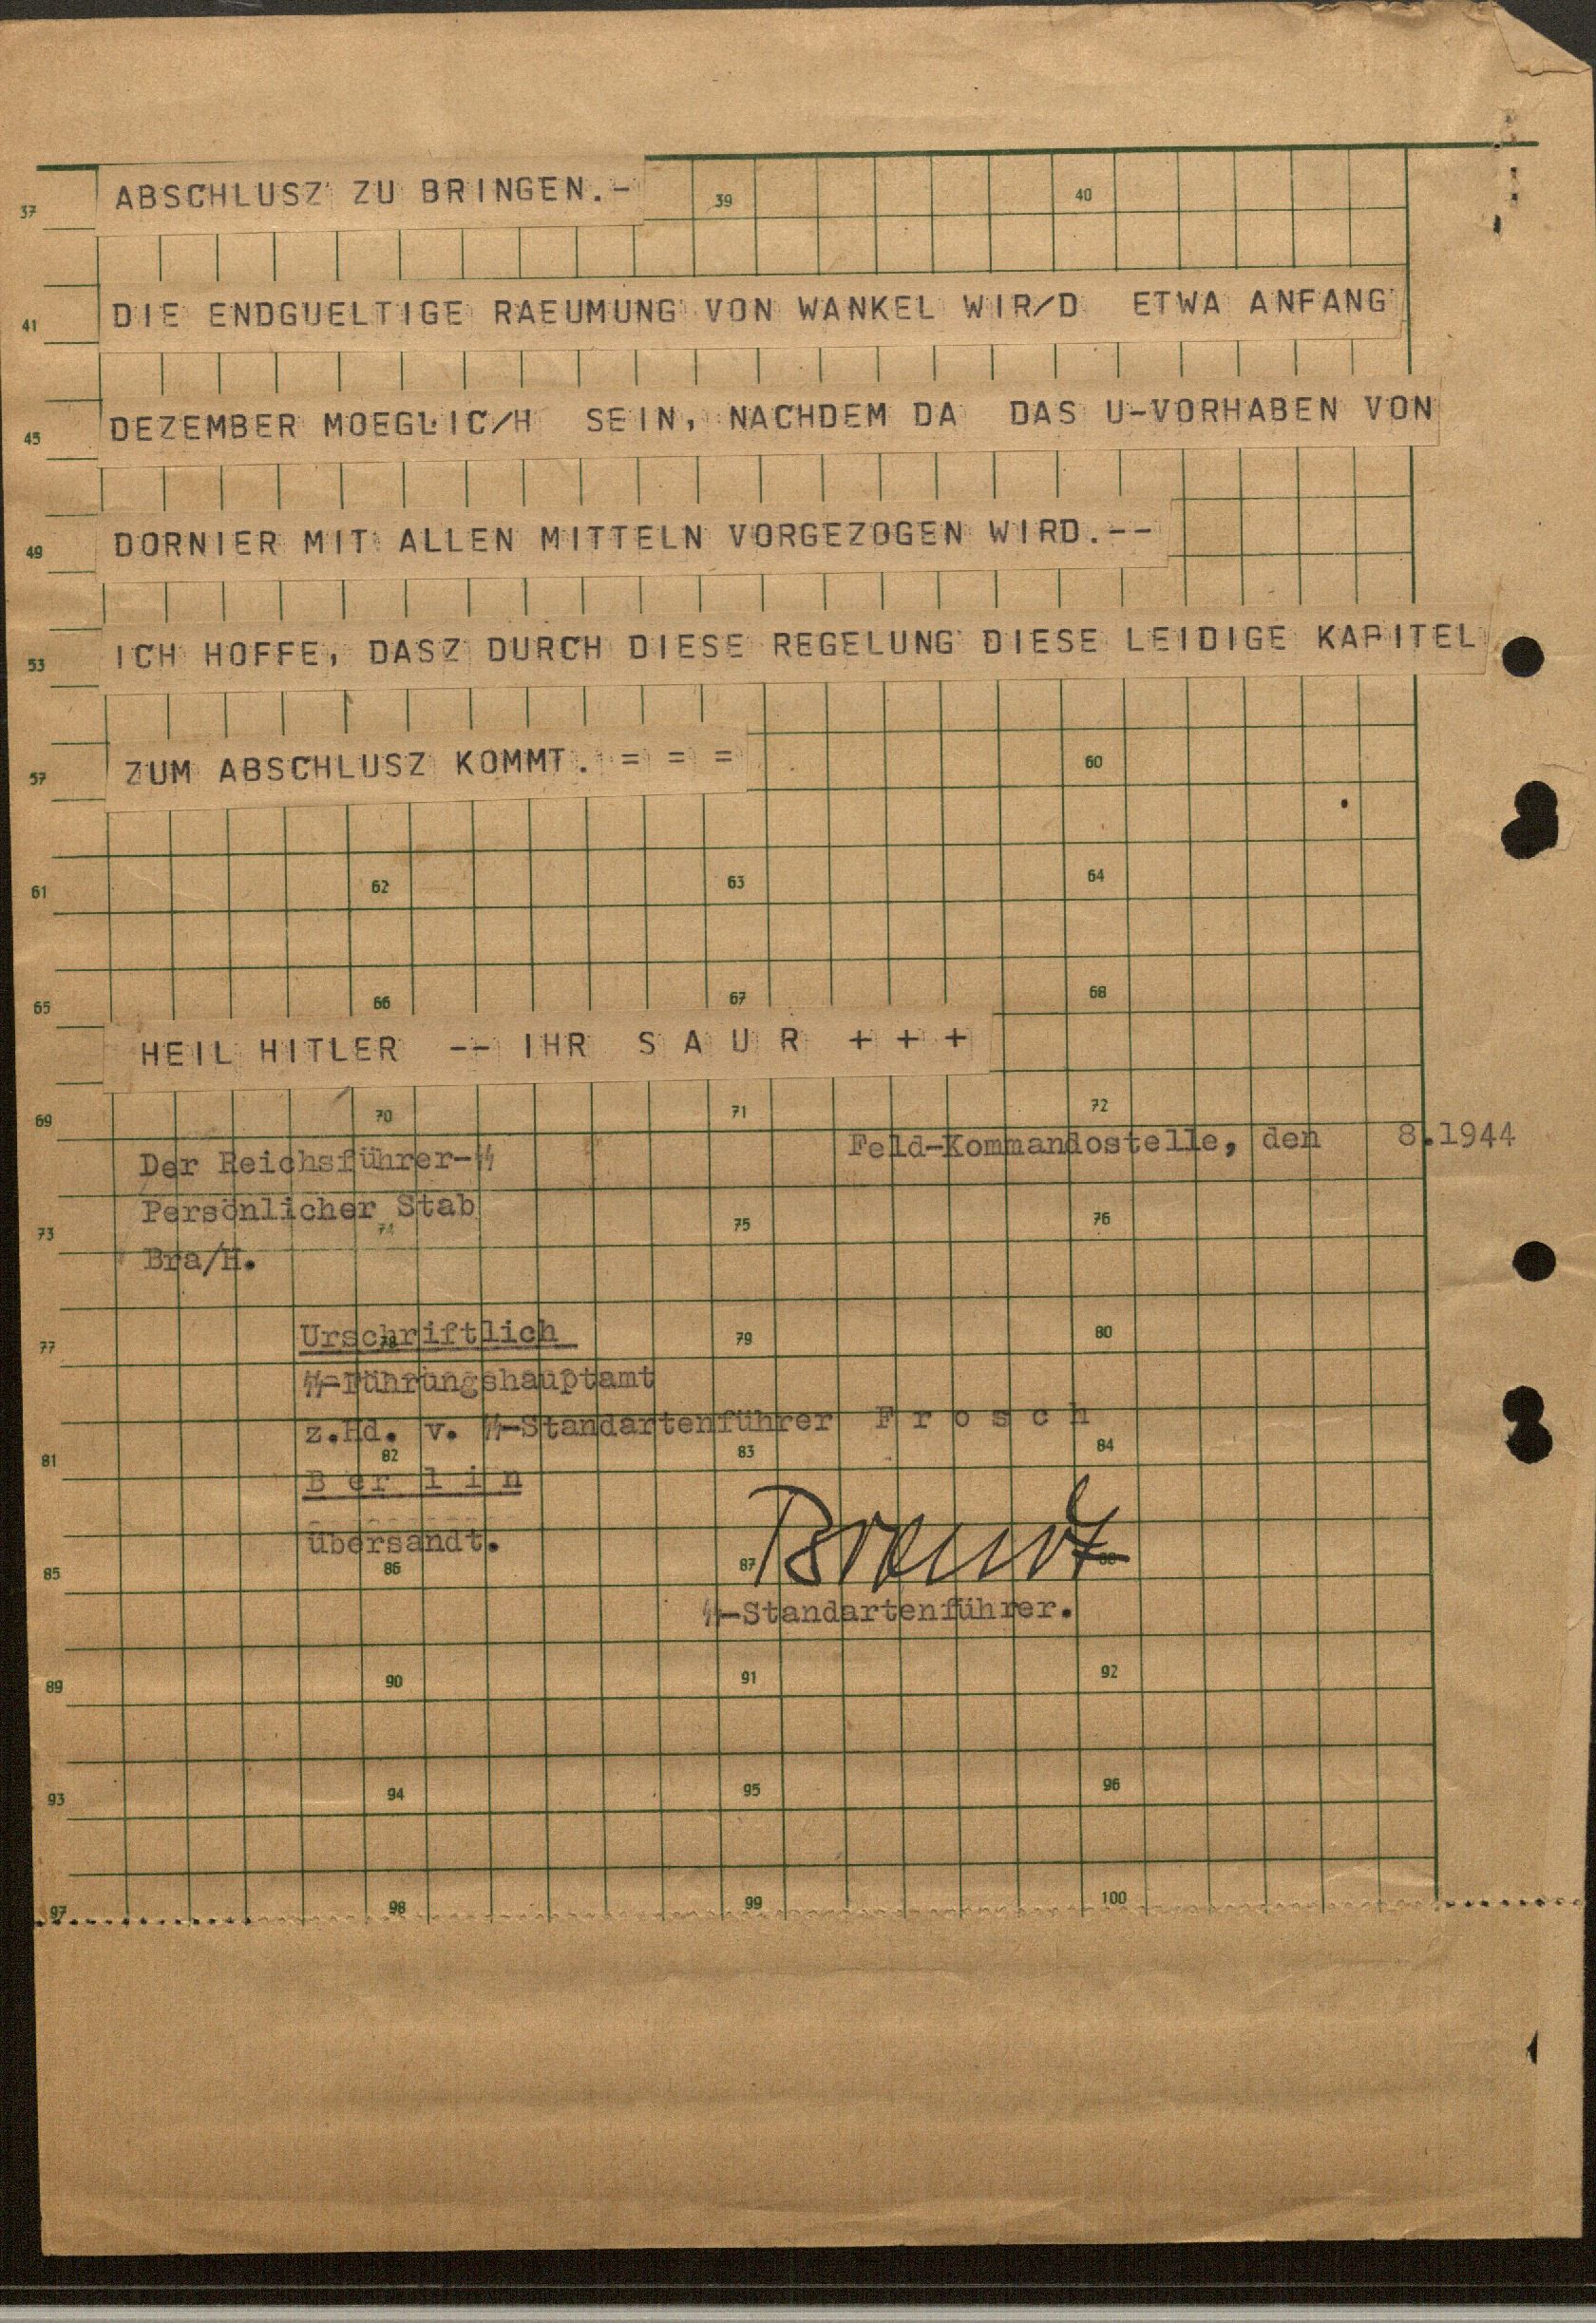 ABSCHLUSZ ZU BRINGEN.-
37 39 40
DIE ENDGUELTIGE RAEUMUNG VON WANKEL WIR/D ETWA ANFANG
41
DEZEMBER MOEGLIC/H SEIN, NACHDEM DA DAS U-VORHABEN VON
45
DORNIER MIT ALLEN MITTELN VORGEZOGEN WIRD.--
49
ICH HOFFE, DASZ DURCH DIESE REGELUNG DIESE LEIDIGE KAPITEL
53
ZUM ABSCHLUSZ KOMMT. = = =
57 60
61 62 63 64
65 66 67 68
HEIL HITLER -- IHR S A U R + + +
69 70 71 72
Feld-Kommandostelle, den 8.1944
Der Reichsführer-ᛋᛋ
Persönlicher Stab
73 74 75 76
Bra/H.
Urschriftlich
77 78 79 80
ᛋᛋ-Führungshauptamt
z.Hd. v. ᛋᛋ-Standartenführer F r o s c h
81 82 83 84
B e r l i n
übersandt.
Brandt
85 86 87 88
ᛋᛋ-Standartenführer.
89 90 91 92
93 94 95 96
97 98 99 100